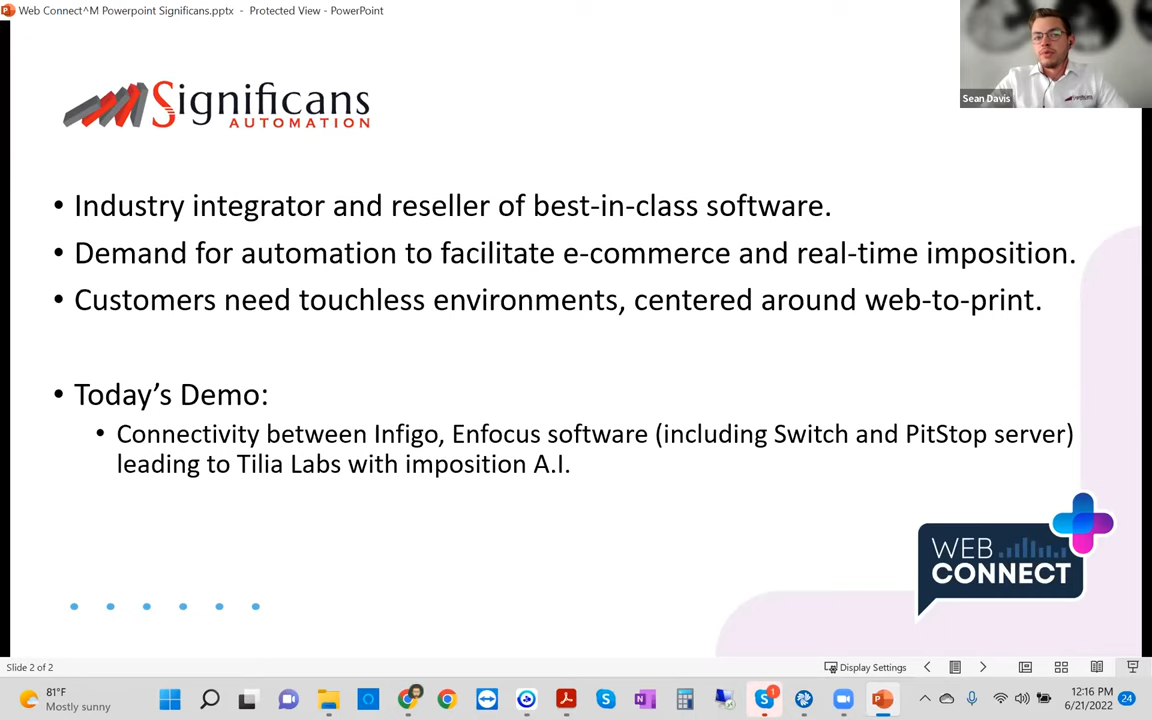 Web Connect^M Powerpoint Significans.pptx - Protected View - PowerPoint
Sean Davis
Significans
AUTOMATION
• Industry integrator and reseller of best-in-class software.
• Demand for automation to facilitate e-commerce and real-time imposition.
• Customers need touchless environments, centered around web-to-print.
• Today's Demo:
• Connectivity between Infigo, Enfocus software (including Switch and PitStop server)
leading to Tilia Labs with imposition A.I.
WEB
CONNECT
Slide 2 of 2
Display Settings
81°F
Mostly sunny
1
12:16 PM
6/21/2022
24